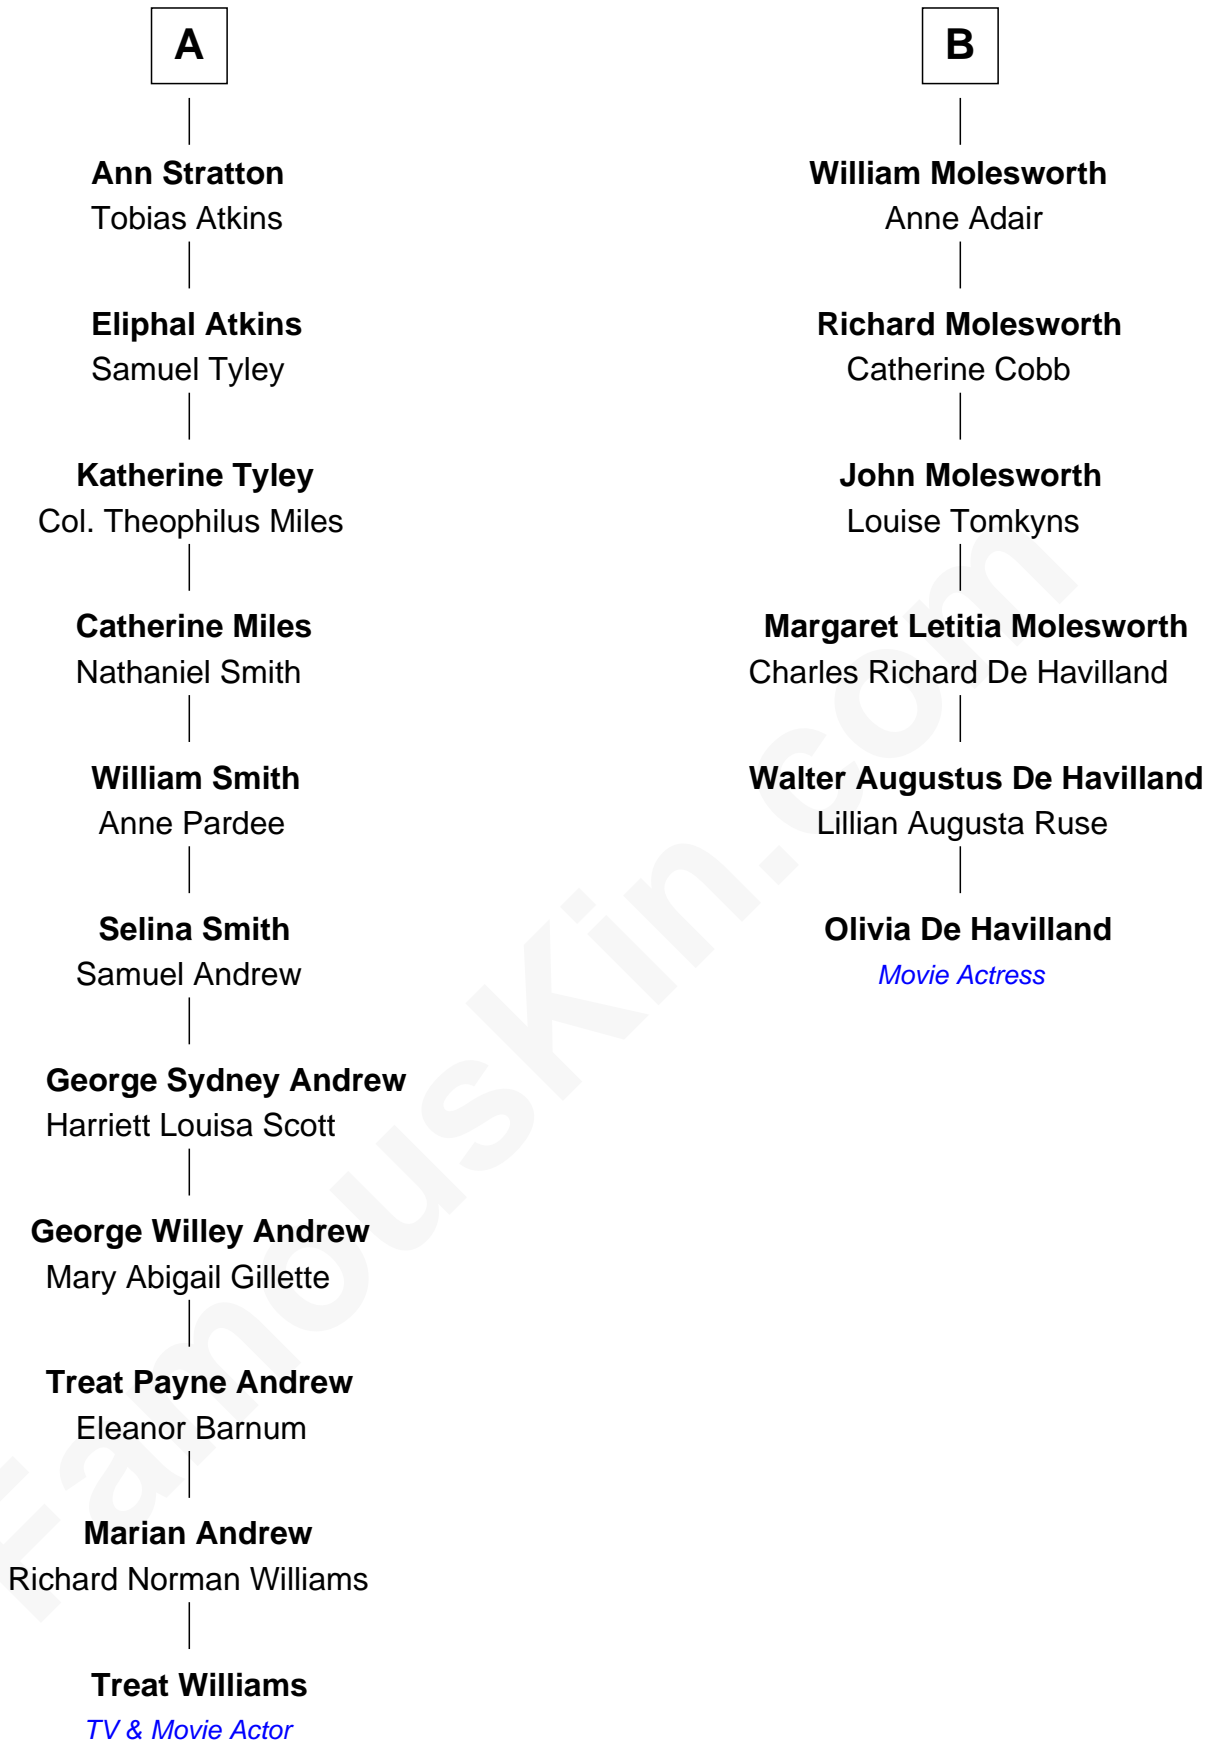 A
Ann Stratton
Tobias Atkins
Eliphal Atkins
Samuel Tyley
Katherine Tyley
Col. Theophilus Miles
Catherine Miles
Nathaniel Smith
William Smith
Anne Pardee
Selina Smith
Samuel Andrew
George Sydney Andrew
Harriett Louisa Scott
George Willey Andrew
Mary Abigail Gillette
Treat Payne Andrew
Eleanor Barnum
Marian Andrew
Richard Norman Williams
Treat Williams
TV & Movie Actor
B
William Molesworth
Anne Adair
Richard Molesworth
Catherine Cobb
John Molesworth
Louise Tomkyns
Margaret Letitia Molesworth
Charles Richard De Havilland
Walter Augustus De Havilland
Lillian Augusta Ruse
Olivia De Havilland
Movie Actress
FamousKin.com